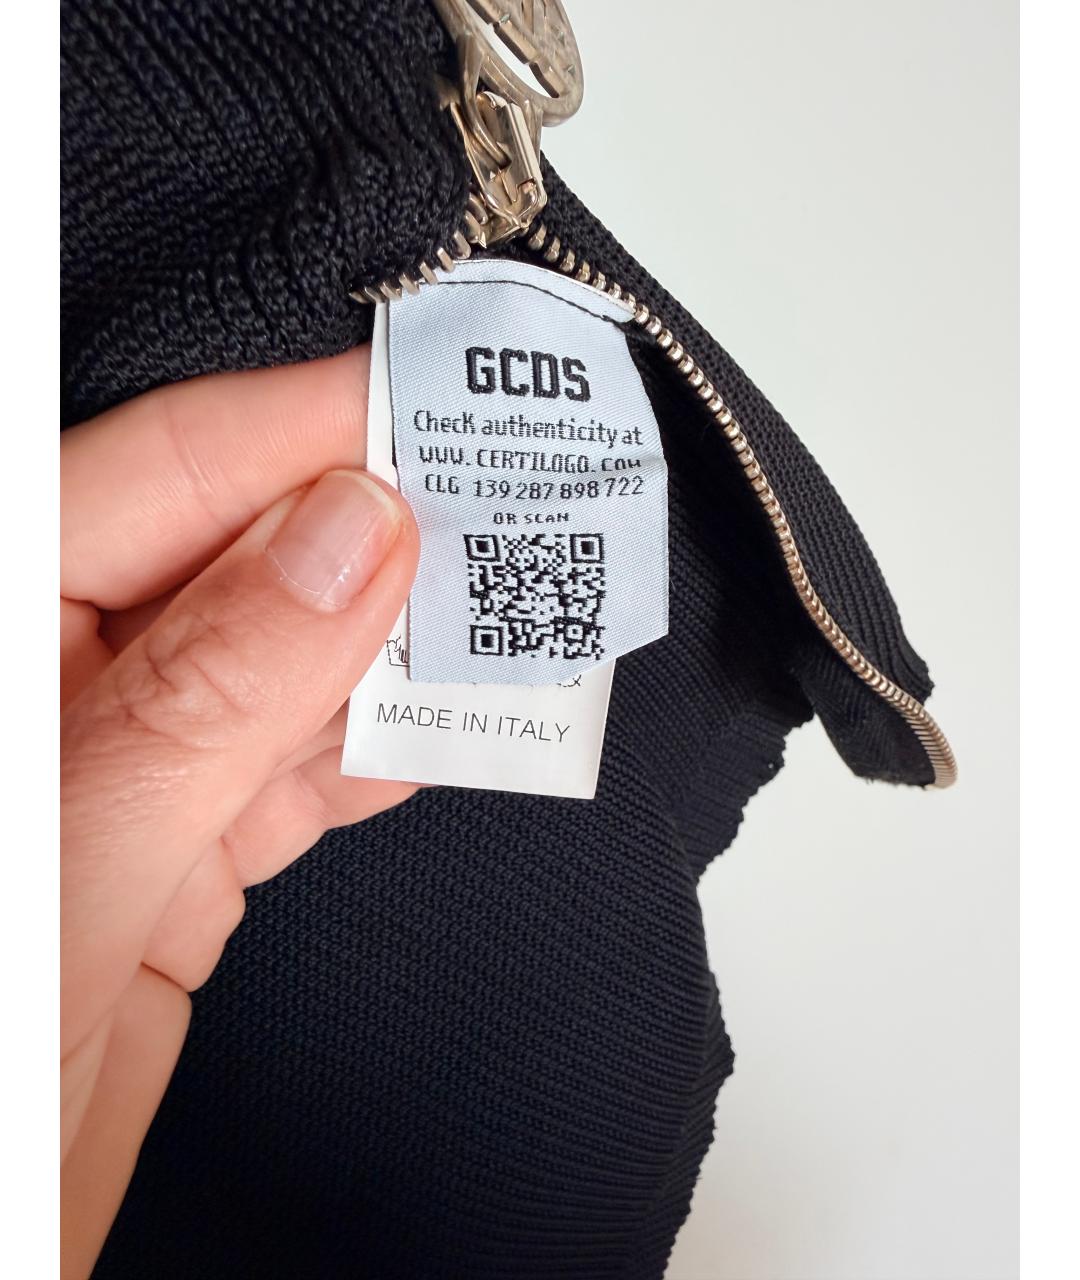 GCDS
Check authenticity at
WWW.CERTILOGO.COM
CLG 139 287 898 722
OR SCAN
MADE IN ITALY